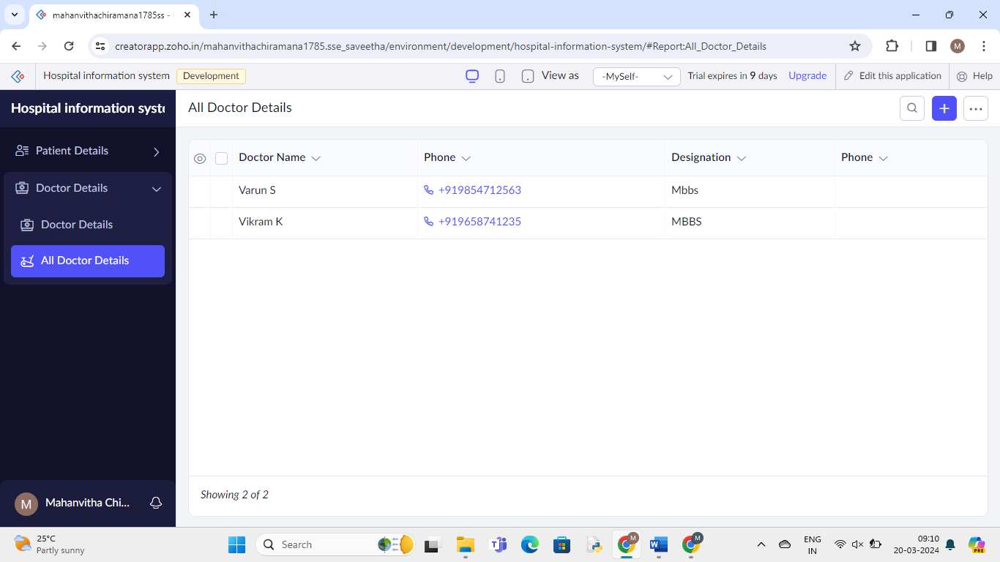 mahanvithachiramana1785ss -
creatorapp.zoho.in/mahanvithachiramana1785.sse_saveetha/environment/development/hospital-information-system/#Report:All_Doctor_Details
M
Hospital information system
Development
View as
-MySelf-
Trial expires in 9 days
Upgrade
Edit this application
Help
Hospital information syste
Patient Details
Doctor Details
Doctor Details
All Doctor Details
Mahanvitha Chi...
M
All Doctor Details
Doctor Name Phone Designation Phone
Varun S +919854712563 Mbbs
Vikram K +919658741235 MBBS
Showing 2 of 2
25°C
Partly sunny
Search
M
M
ENG
IN
09:10
20-03-2024
PRE